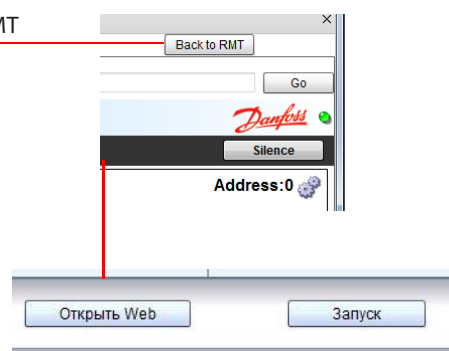 MT
Back to RMT
Go
Danfoss
Silence
Address:0
Открыть Web
Запуск